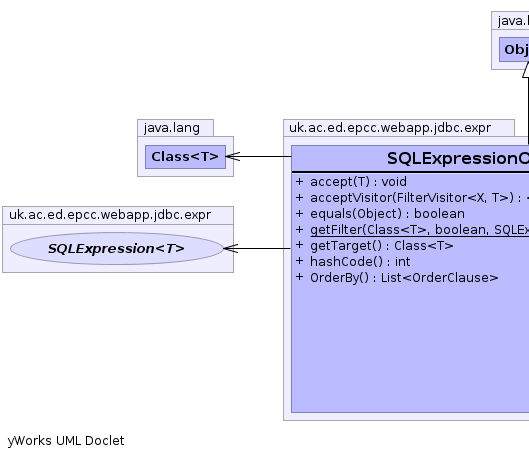 java.l
Obj
java.lang
Class<T>
uk.ac.ed.epcc.webapp.jdbc.expr
SQLExpression<T>
uk.ac.ed.epcc.webapp.jdbc.expr
SQLExpressionO
+ accept(T) : void
+ acceptVisitor(FilterVisitor<X, T>) : <
+ equals(Object) : boolean
+ getFilter(Class<T>, boolean, SQLEx
+ getTarget() : Class<T>
+ hashCode() : int
+ OrderBy() : List<OrderClause>
yWorks UML Doclet